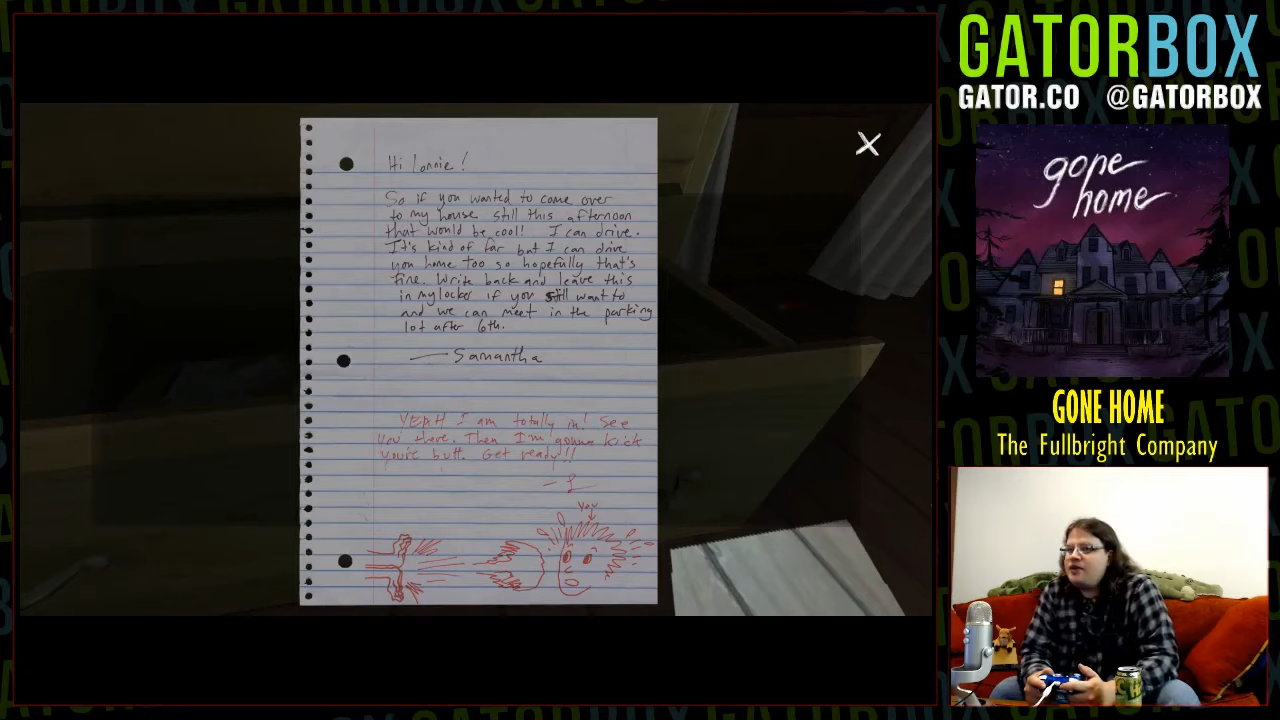 GATORBOX
GATOR.CO @GATORBOX
gone
home
GONE HOME
The Fullbright Company
Hi Lonnie!
So if you wanted to come over
to my house still this afternoon
that would be cool! I can drive.
It's kind of far but I can drive
you home too so hopefully that's
fine. Write back and leave this
in my locker if you still want to
and we can meet in the parking
lot after 6th.
— Samantha
YEAH I am totally in! See
you there. Then I'm gonna kick
you're butt. Get ready!!
- L
you